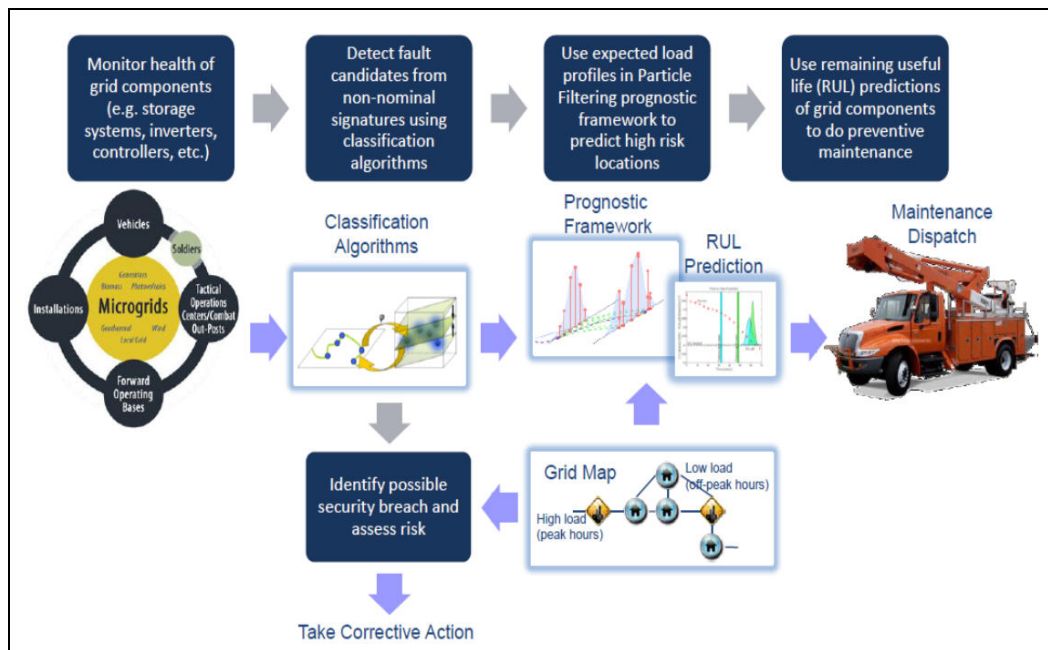 Monitor health of
grid components
(e.g. storage
systems, inverters,
controllers, etc.)
Detect fault
candidates from
non-nominal
signatures using
classification
algorithms
Use expected load
profiles in Particle
Filtering prognostic
framework to
predict high risk
locations
Use remaining useful
life (RUL) predictions
of grid components
to do preventive
maintenance
Vehicles
Soldiers
Generators
Biomass Photovoltaics
Microgrids
Geothermal Wind
Local Grid
Installations
Tactical
Operations
Centers/Combat
Out-Posts
Forward
Operating
Bases
Classification
Algorithms
Prognostic
Framework
RUL
Prediction
Maintenance
Dispatch
Identify possible
security breach and
assess risk
Grid Map
Low load
(off-peak hours)
High load
(peak hours)
Take Corrective Action